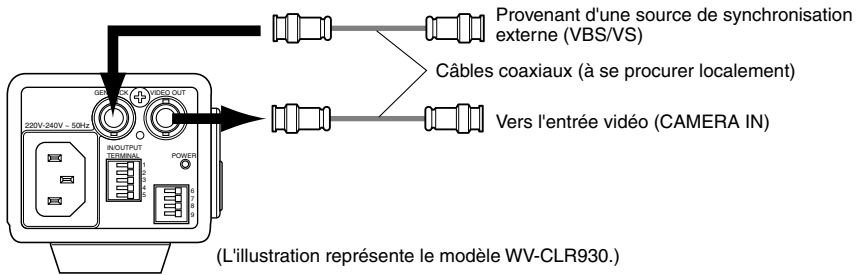 Provenant d'une source de synchronisation
externe (VBS/VS)
Câbles coaxiaux (à se procurer localement)
VIDEO OUT
220V-240V ~ 50Hz
Vers l'entrée vidéo (CAMERA IN)
IN/OUTPUT
TERMINAL
POWER
1
2
3
4
5
6
7
8
9
(L'illustration représente le modèle WV-CLR930.)